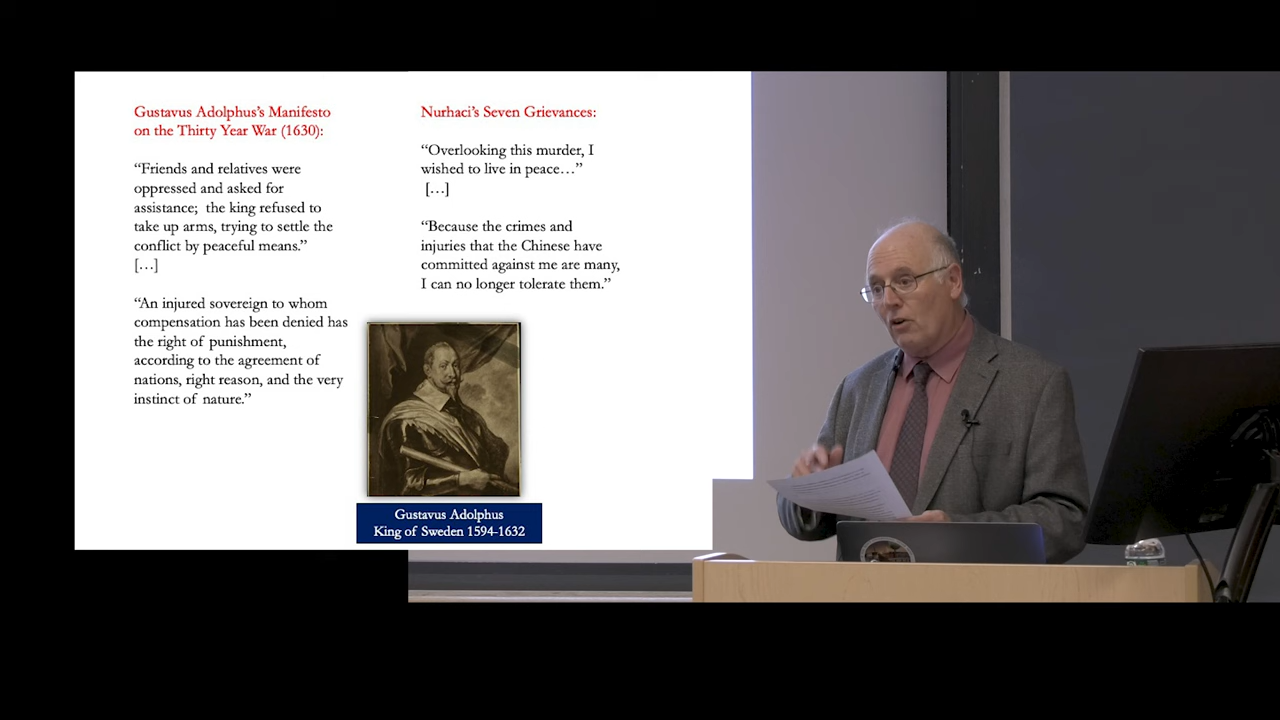 Gustavus Adolphus's Manifesto
on the Thirty Year War (1630):
“Friends and relatives were
oppressed and asked for
assistance; the king refused to
take up arms, trying to settle the
conflict by peaceful means.”
[…]
“An injured sovereign to whom
compensation has been denied has
the right of punishment,
according to the agreement of
nations, right reason, and the very
instinct of nature.”
Nurhaci's Seven Grievances:
“Overlooking this murder, I
wished to live in peace…”
[…]
“Because the crimes and
injuries that the Chinese have
committed against me are many,
I can no longer tolerate them.”
Gustavus Adolphus
King of Sweden 1594-1632